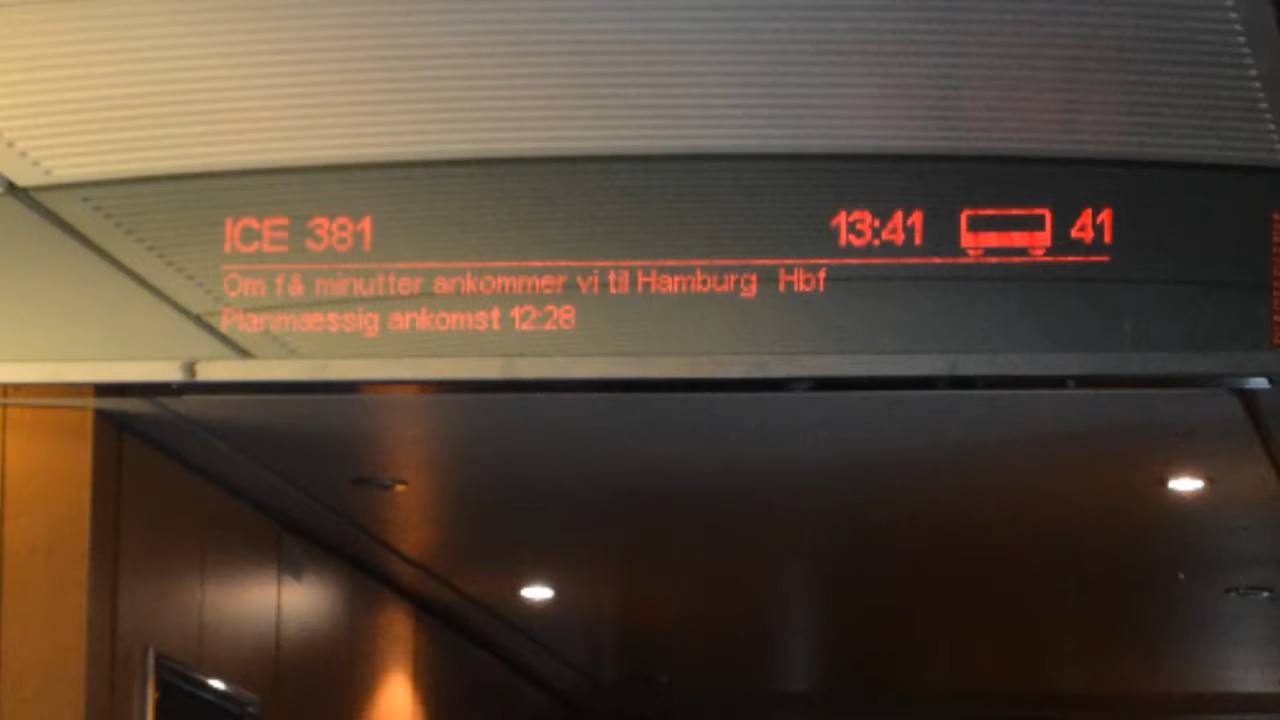 ICE 381 13:41 41
Om få minutter ankommer vi til Hamburg Hbf
Planmæssig ankomst 12:28